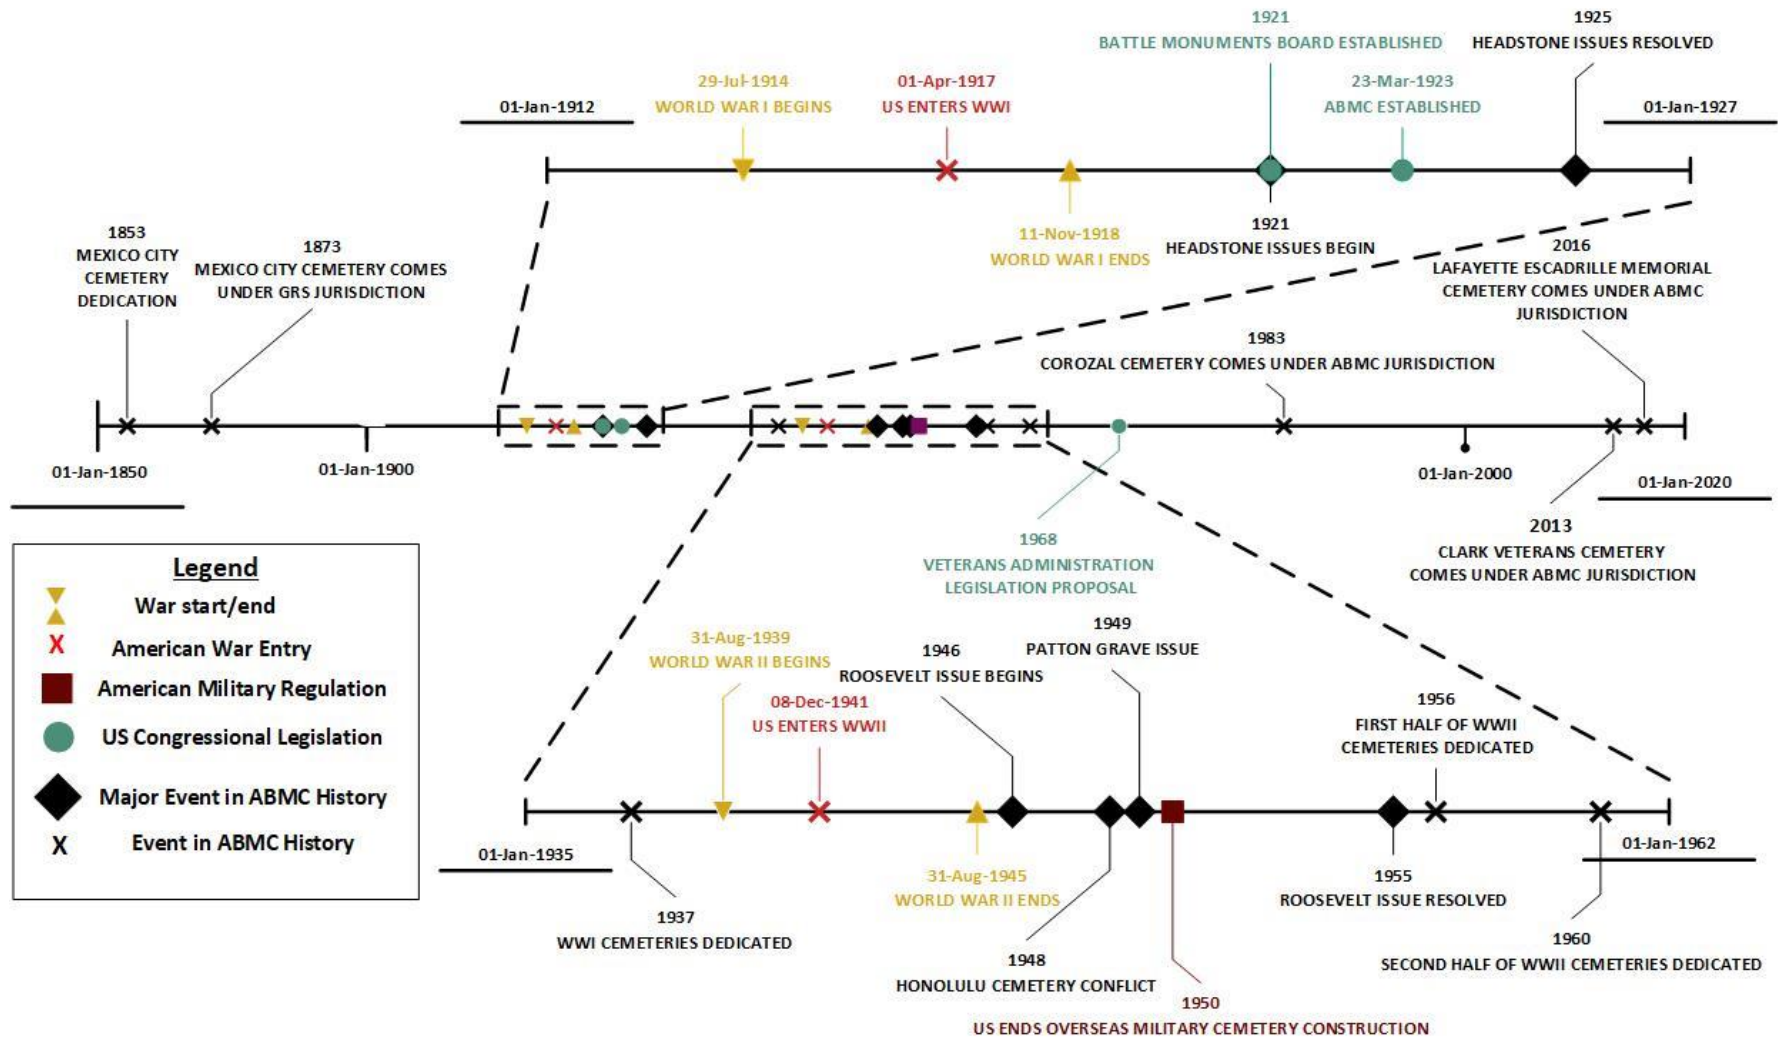 1921
BATTLE MONUMENTS BOARD ESTABLISHED
1925
HEADSTONE ISSUES RESOLVED
29-Jul-1914
WORLD WAR I BEGINS
01-Apr-1917
US ENTERS WWI
23-Mar-1923
ABMC ESTABLISHED
01-Jan-1912
01-Jan-1927
11-Nov-1918
WORLD WAR I ENDS
1921
HEADSTONE ISSUES BEGIN
1853
MEXICO CITY
CEMETERY
DEDICATION
1873
MEXICO CITY CEMETERY COMES
UNDER GRS JURISDICTION
2016
LAFAYETTE ESCADRILLE MEMORIAL
CEMETERY COMES UNDER ABMC
JURISDICTION
1983
COROZAL CEMETERY COMES UNDER ABMC JURISDICTION
01-Jan-1850
01-Jan-1900
01-Jan-2000
01-Jan-2020
1968
VETERANS ADMINISTRATION
LEGISLATION PROPOSAL
2013
CLARK VETERANS CEMETERY
COMES UNDER ABMC JURISDICTION
Legend
War start/end
X American War Entry
American Military Regulation
US Congressional Legislation
Major Event in ABMC History
X Event in ABMC History
31-Aug-1939
WORLD WAR II BEGINS
08-Dec-1941
US ENTERS WWII
1946
ROOSEVELT ISSUE BEGINS
1949
PATTON GRAVE ISSUE
1956
FIRST HALF OF WWII
CEMETERIES DEDICATED
01-Jan-1935
01-Jan-1962
1937
WWI CEMETERIES DEDICATED
31-Aug-1945
WORLD WAR II ENDS
1948
HONOLULU CEMETERY CONFLICT
1950
US ENDS OVERSEAS MILITARY CEMETERY CONSTRUCTION
1955
ROOSEVELT ISSUE RESOLVED
1960
SECOND HALF OF WWII CEMETERIES DEDICATED